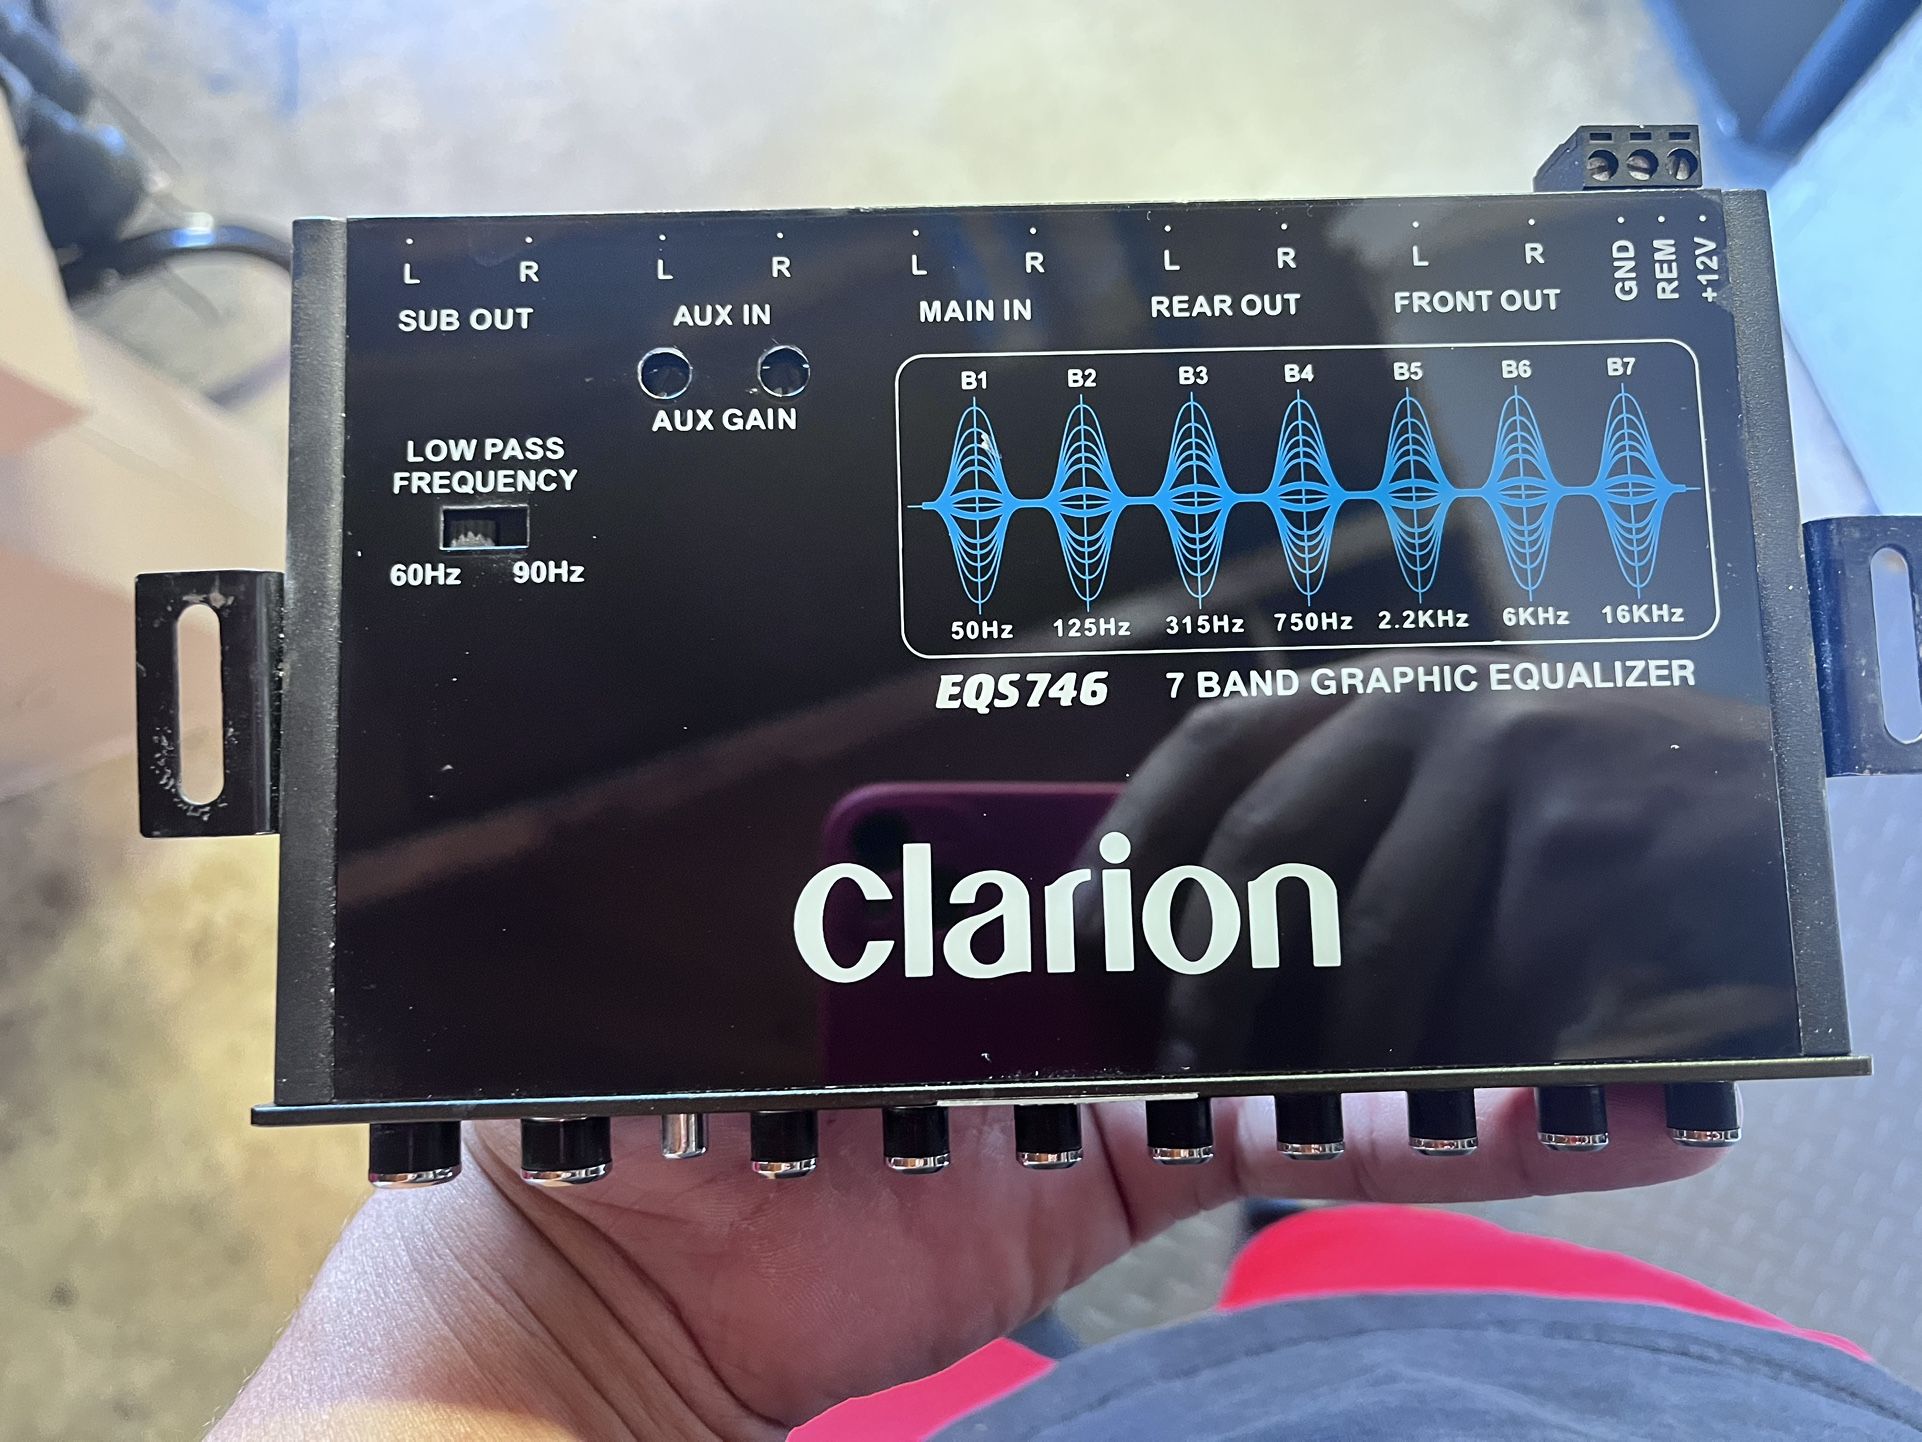 L R L R L R L R L R GND REM +12V
SUB OUT AUX IN MAIN IN REAR OUT FRONT OUT
AUX GAIN
LOW PASS
FREQUENCY
60Hz 90Hz
B1 B2 B3 B4 B5 B6 B7
50Hz 125Hz 315Hz 750Hz 2.2KHz 6KHz 16KHz
EQS746 7 BAND GRAPHIC EQUALIZER
clarion